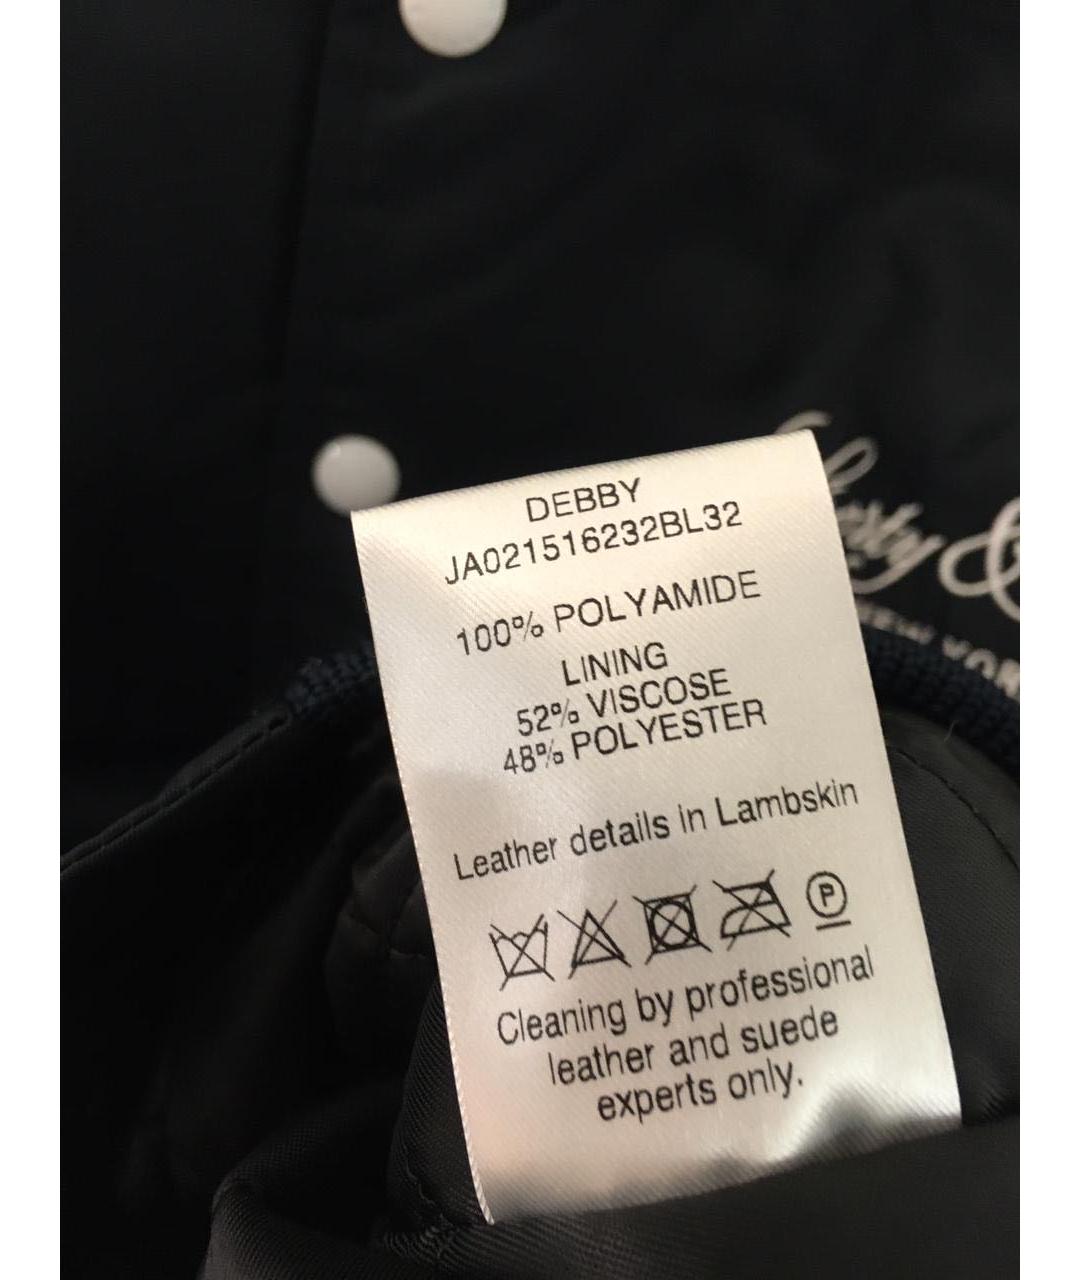 DEBBY
JA021516232BL32
100% POLYAMIDE
LINING
52% VISCOSE
48% POLYESTER
Leather details in Lambskin
P
Cleaning by professional
leather and suede
experts only.
&